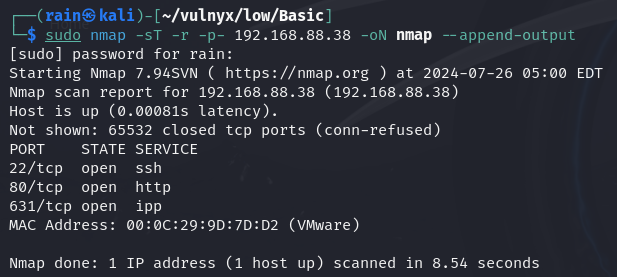 ┌──(rain㉿kali)-[~/vulnyx/low/Basic]
└─$ sudo nmap -sT -r -p- 192.168.88.38 -oN nmap --append-output
[sudo] password for rain:
Starting Nmap 7.94SVN ( https://nmap.org ) at 2024-07-26 05:00 EDT
Nmap scan report for 192.168.88.38 (192.168.88.38)
Host is up (0.00081s latency).
Not shown: 65532 closed tcp ports (conn-refused)
PORT    STATE SERVICE
22/tcp  open  ssh
80/tcp  open  http
631/tcp open  ipp
MAC Address: 00:0C:29:9D:7D:D2 (VMware)
Nmap done: 1 IP address (1 host up) scanned in 8.54 seconds